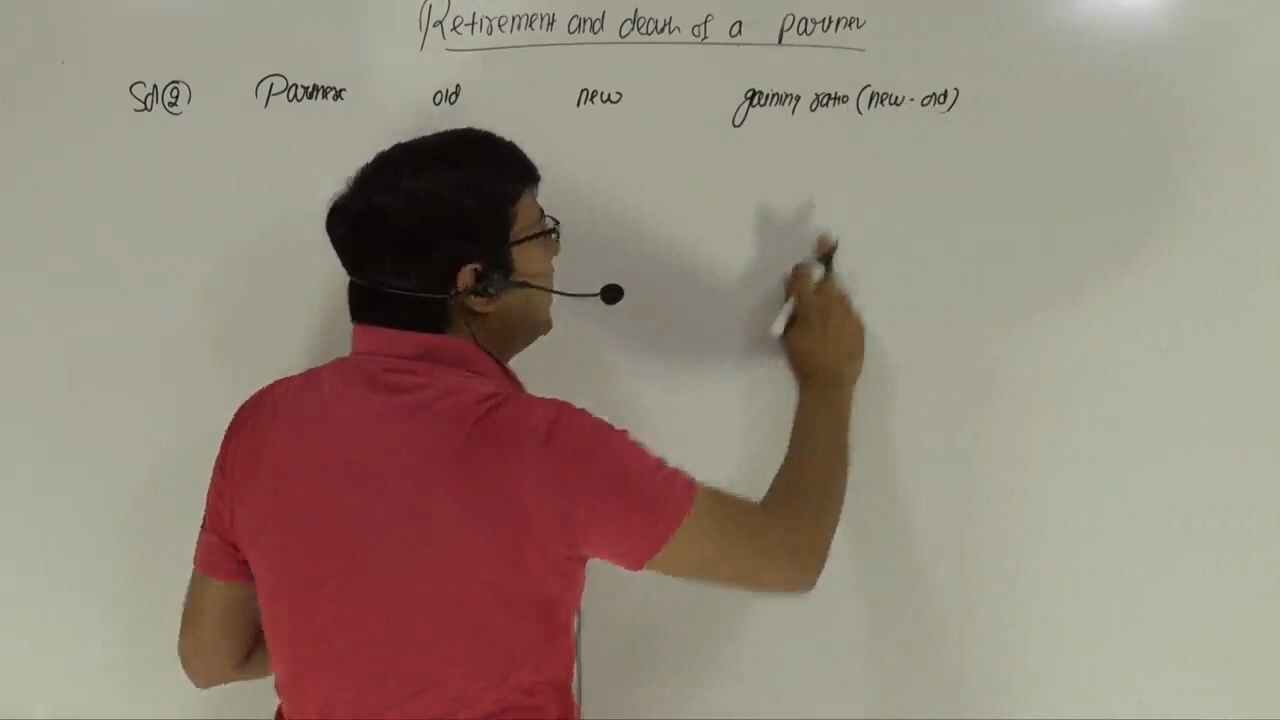 Retirement and death of a partner
Sol② Partner old new gaining ratio (new - old)